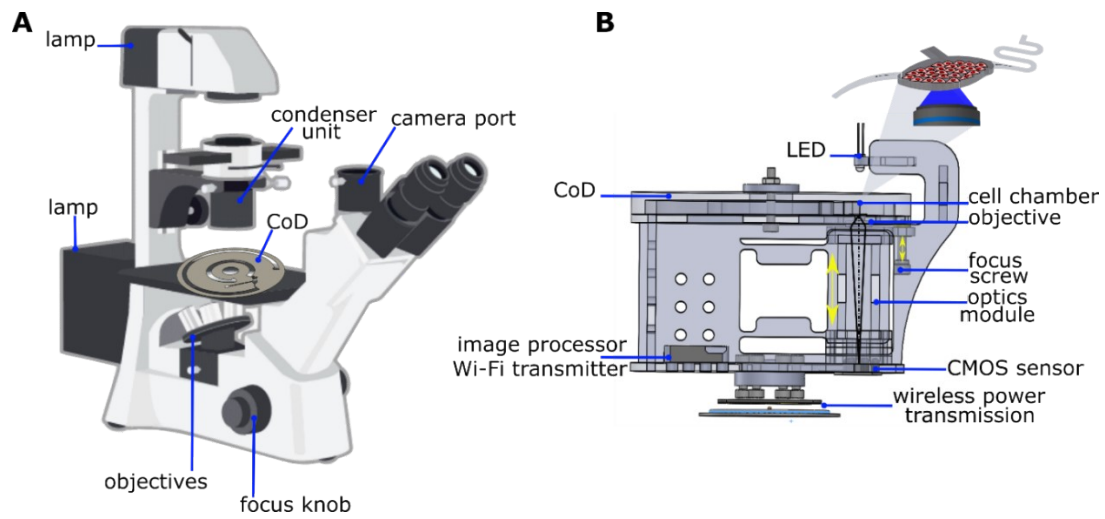 A
lamp
condenser
unit
camera port
lamp
CoD
objectives
focus knob
B
LED
CoD
cell chamber
objective
focus
screw
optics
module
image processor
Wi-Fi transmitter
CMOS sensor
wireless power
transmission